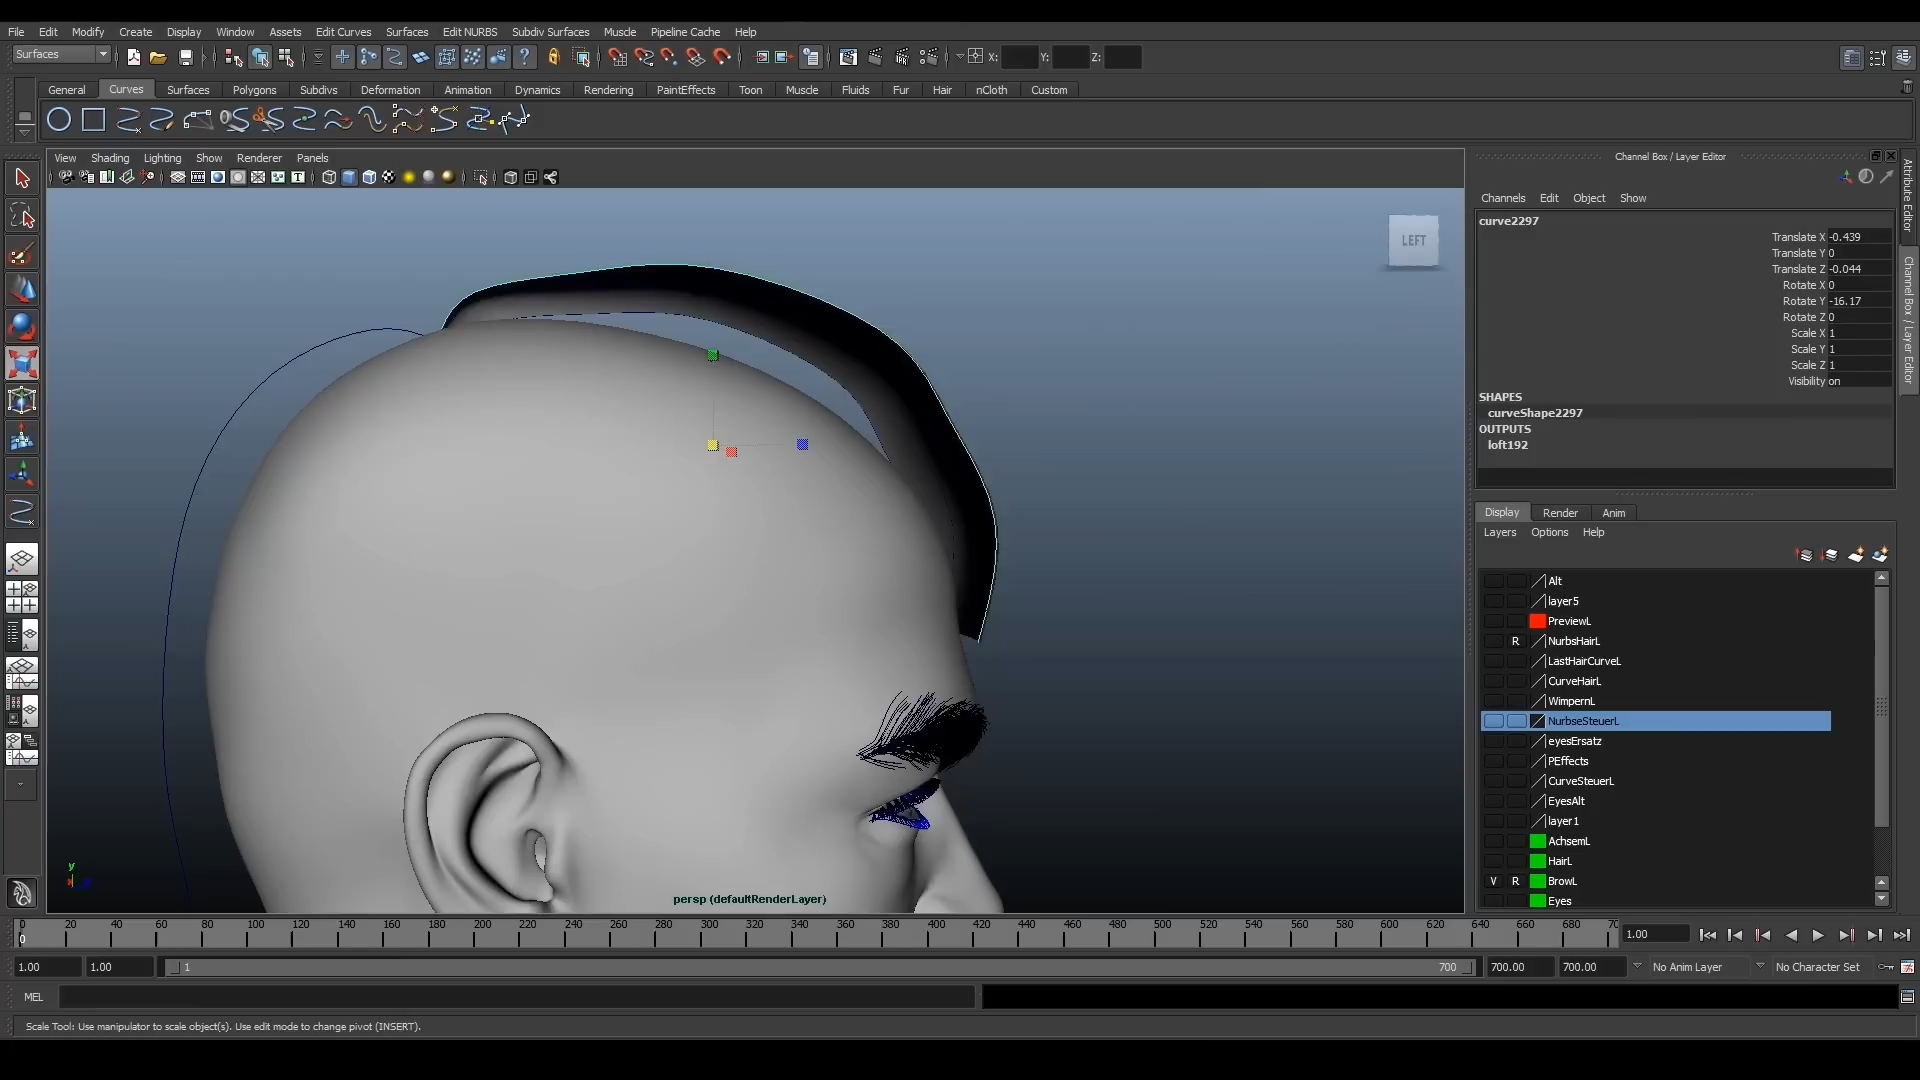 File Edit Modify Create Display Window Assets Edit Curves Surfaces Edit NURBS Subdiv Surfaces Muscle Pipeline Cache Help
Surfaces X: Y: Z:
General Curves Surfaces Polygons Subdivs Deformation Animation Dynamics Rendering PaintEffects Toon Muscle Fluids Fur Hair nCloth Custom
View Shading Lighting Show Renderer Panels
Channel Box / Layer Editor
Channels Edit Object Show
curve2297
Translate X -0.439
Translate Y 0
Translate Z -0.044
Rotate X 0
Rotate Y -16.17
Rotate Z 0
Scale X 1
Scale Y 1
Scale Z 1
Visibility on
SHAPES
curveShape2297
OUTPUTS
loft192
Attribute Editor
Channel Box / Layer Editor
LEFT
Display Render Anim
Layers Options Help
Alt
layer5
PreviewL
R NurbsHairL
LastHairCurveL
CurveHairL
WimpernL
NurbseSteuerL
eyesErsatz
PEffects
CurveSteuerL
EyesAlt
layer1
AchsemL
HairL
V R BrowL
Eyes
y
persp (defaultRenderLayer)
0 20 40 60 80 100 120 140 160 180 200 220 240 260 280 300 320 340 360 380 400 420 440 460 480 500 520 540 560 580 600 620 640 660 680 70
0
1.00
1.00 1.00 1 700 700.00 700.00 No Anim Layer No Character Set
MEL
Scale Tool: Use manipulator to scale object(s). Use edit mode to change pivot (INSERT).